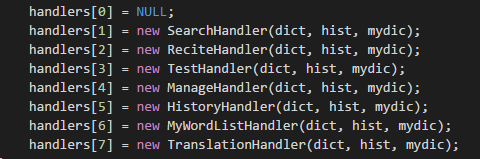 handlers[0] = NULL;
handlers[1] = new SearchHandler(dict, hist, mydic);
handlers[2] = new ReciteHandler(dict, hist, mydic);
handlers[3] = new TestHandler(dict, hist, mydic);
handlers[4] = new ManageHandler(dict, hist, mydic);
handlers[5] = new HistoryHandler(dict, hist, mydic);
handlers[6] = new MyWordListHandler(dict, hist, mydic);
handlers[7] = new TranslationHandler(dict, hist, mydic);